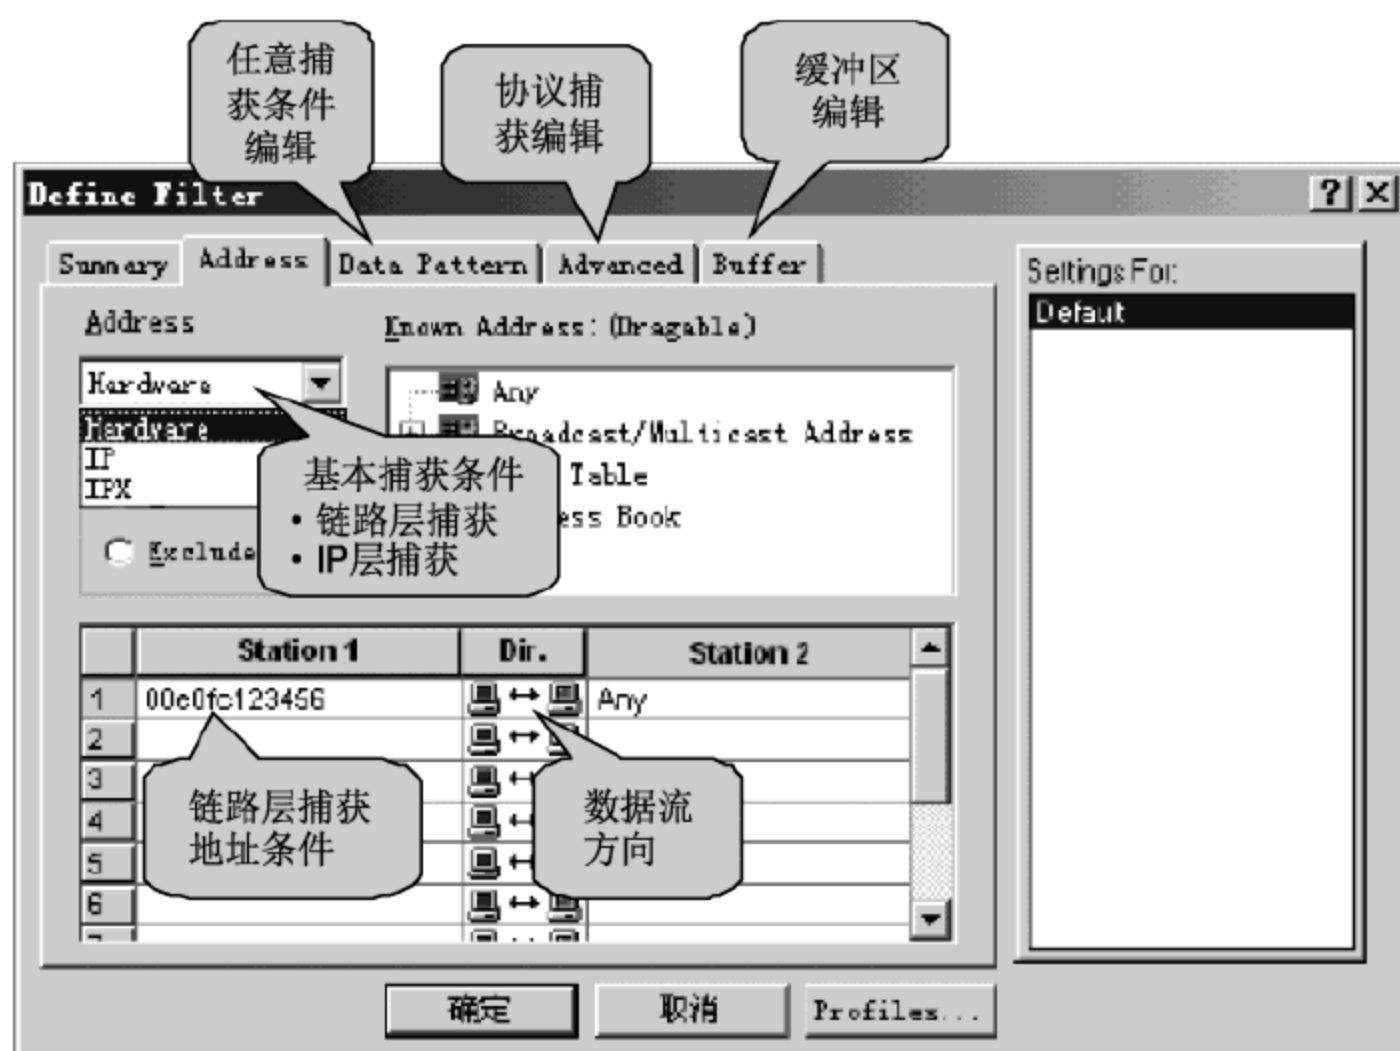 任意捕
获条件
编辑
协议捕
获编辑
缓冲区
编辑
Define Filter
Summary Address Data Pattern Advanced Buffer
Settings For:
Default
Address
Known Address: (Dragable)
Hardware
Hardware
IP
IPX
Exclude
Any
Broadcast/Multicast Address
Table
Book
基本捕获条件
• 链路层捕获
• IP层捕获
Station 1 Dir. Station 2
1 00e0fc123456 Any
2
3
4
5
6
链路层捕获
地址条件
数据流
方向
确定 取消 Profiles...